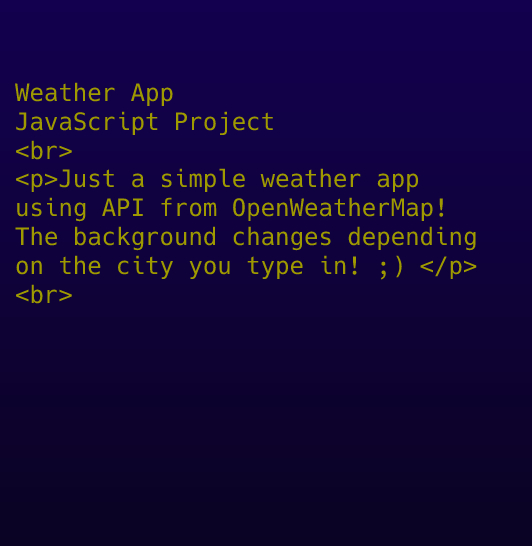 Weather App
JavaScript Project
<br>
<p>Just a simple weather app
using API from OpenWeatherMap!
The background changes depending
on the city you type in! ;) </p>
<br>